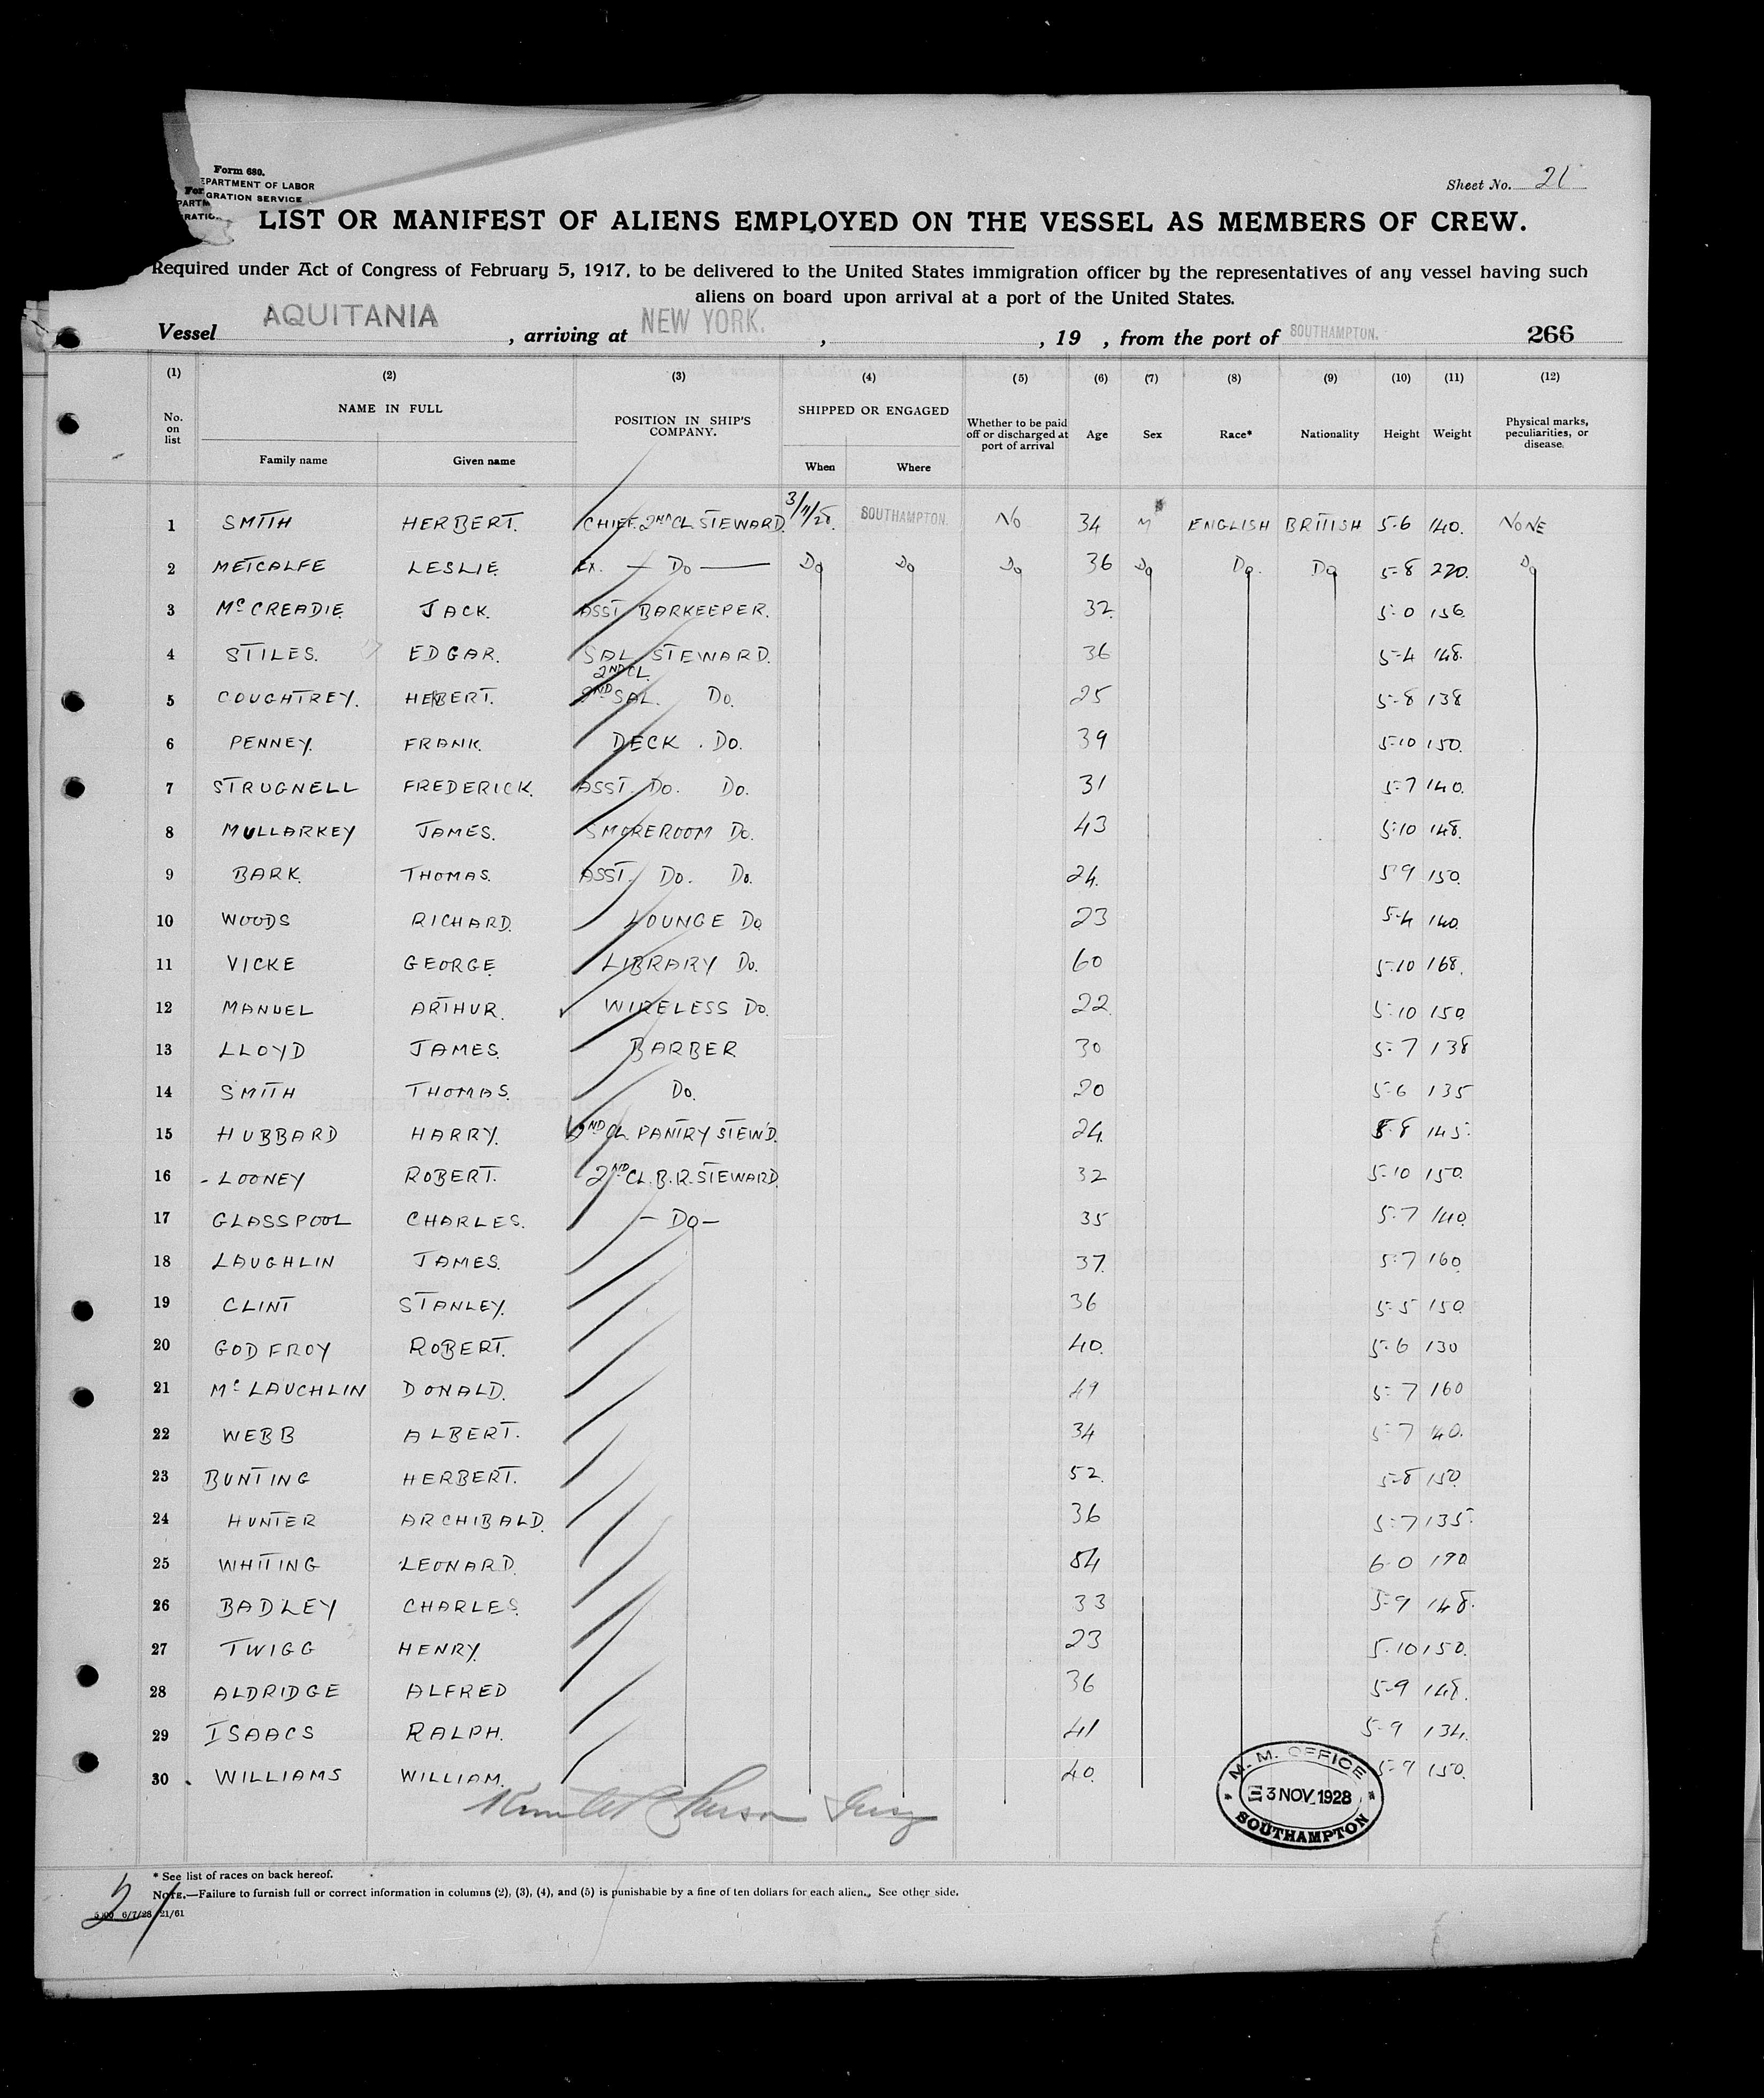 Form 680.
EPARTMENT OF LABOR
GRATION SERVICE
Sheet No. 21
LIST OR MANIFEST OF ALIENS EMPLOYED ON THE VESSEL AS MEMBERS OF CREW.
Required under Act of Congress of February 5, 1917, to be delivered to the United States immigration officer by the representatives of any vessel having such
aliens on board upon arrival at a port of the United States.
Vessel AQUITANIA, arriving at NEW YORK. , , 19 , from the port of SOUTHAMPTON. 266
(1) (2) (3) (4) (5) (6) (7) (8) (9) (10) (11) (12)
No. on list NAME IN FULL Family name Given name POSITION IN SHIP'S COMPANY. SHIPPED OR ENGAGED When Where Whether to be paid off or discharged at port of arrival Age Sex Race* Nationality Height Weight Physical marks, peculiarities, or disease.
1 SMITH HERBERT. CHIEF. 2ND CL STEWARD. SOUTHAMPTON. No 34 M ENGLISH BRITISH 5-6 140. NONE
2 METCALFE LESLIE Ex. — Do — Do Do Do 36 Do Do. Do 5-8 220. Do
3 McCREADIE. JACK. ASST BARKEEPER. 32. 5-0 156.
4 STILES. EDGAR. SAL STEWARD. 36 5-4 148.
2ND CL.
5 COUGHTREY. HERBERT. 2ND SAL. Do. 25 5-8 138
6 PENNEY. FRANK. DECK . Do. 39 5-10 150.
7 STRUGNELL FREDERICK. ASST. Do. Do. 31 5-7 140.
8 MULLARKEY JAMES. SMOKEROOM Do. 43 5-10 148.
9 BARK. THOMAS. ASST. Do. Do. 24. 5-9 150.
10 WOODS RICHARD. LOUNGE Do 23 5-4 140.
11 VICKE GEORGE LIBRARY Do. 60 5-10 168.
12 MANUEL ARTHUR. WIRELESS Do. 22. 5-10 150
13 LLOYD JAMES. BARBER 30 5-7 138
14 SMITH THOMAS. Do. 20 5-6 135
15 HUBBARD HARRY. 2ND CL. PANTRY STEW'D. 24. 5-8 145.
16 - LOONEY ROBERT. 2ND CL. B.R. STEWARD. 32 5-10 150.
17 GLASSPOOL CHARLES. - Do - 35 5-7 140.
18 LAUGHLIN JAMES. 37. 5-7 160.
19 CLINT STANLEY. 36 5-5 150.
20 GODFROY ROBERT. 40. 5-6 130
21 McLAUCHLIN DONALD. 49 5-7 160
22 WEBB ALBERT. 34 5-7 140.
23 BUNTING HERBERT. 52. 5-8 150
24 HUNTER ARCHIBALD. 36 5-7 135.
25 WHITING LEONARD. 54 6-0 190
26 BADLEY CHARLES. 33 5-9 148.
27 TWIGG HENRY. 23 5-10 150.
28 ALDRIDGE ALFRED 36 5-9 148.
29 ISAACS RALPH. 41 5-9 134.
30 WILLIAMS WILLIAM. 40. 5-9 150.
M. M. OFFICE
3 NOV 1928
SOUTHAMPTON
* See list of races on back hereof.
NOTE.—Failure to furnish full or correct information in columns (2), (3), (4), and (5) is punishable by a fine of ten dollars for each alien. See other side.
6/7/28 21/61
21